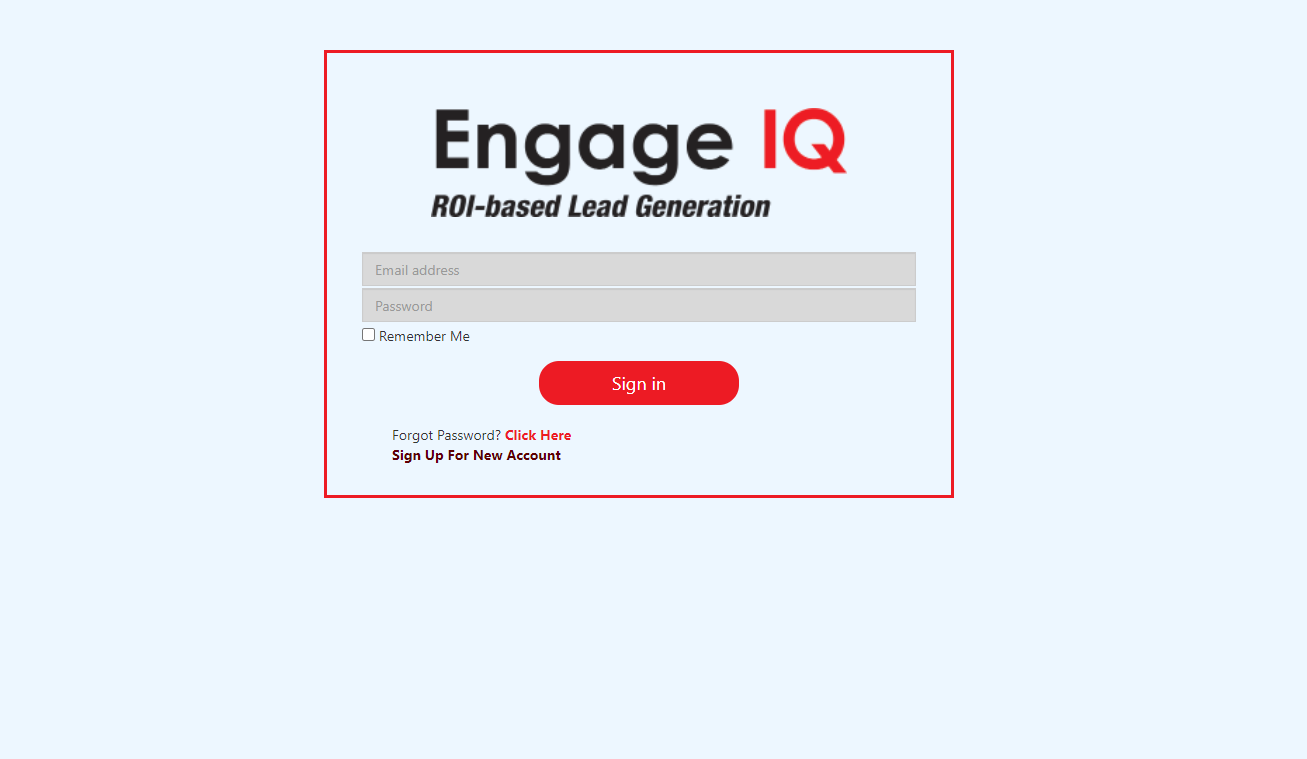 Engage IQ
ROI-based Lead Generation
Email address
Password
Remember Me
Sign in
Forgot Password? Click Here
Sign Up For New Account